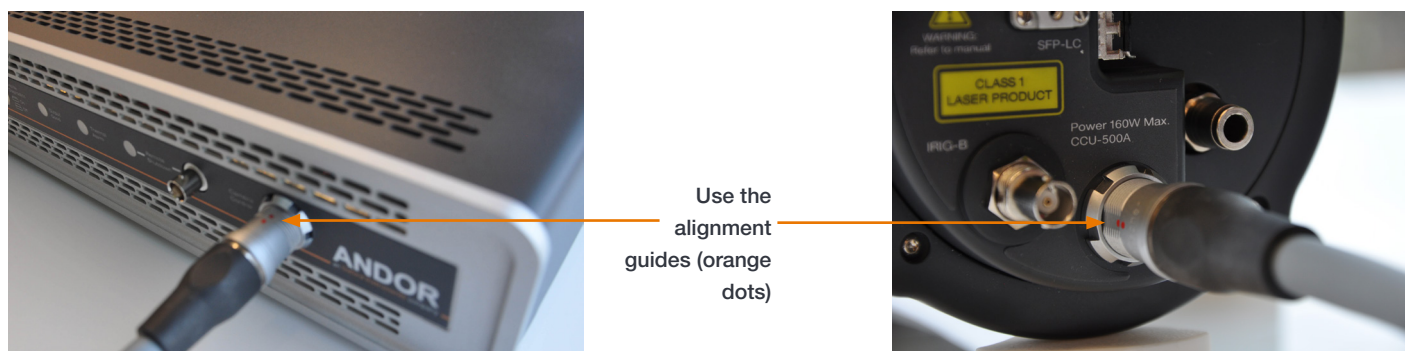 ANDOR
Use the
alignment
guides (orange
dots)
WARNING:
Refer to manual
SFP-LC
CLASS 1
LASER PRODUCT
Power 160W Max.
CCU-500A
IRIG-B